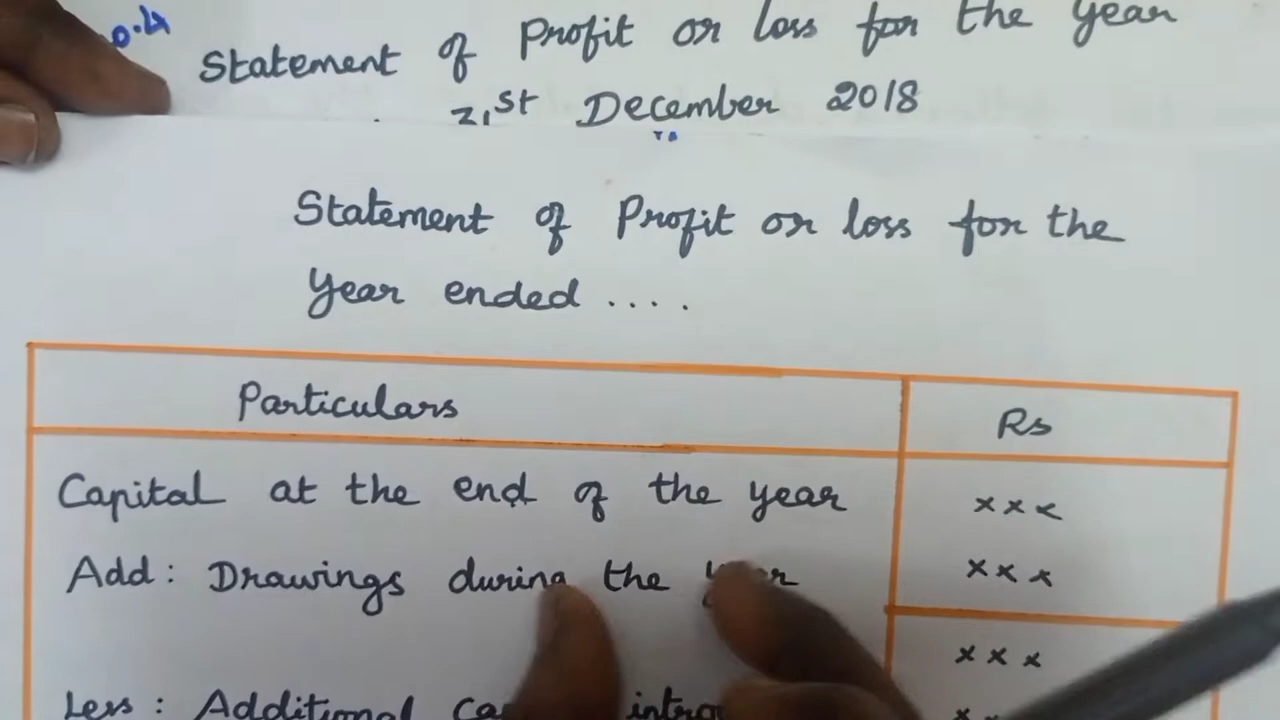 0.4
Statement of Profit or loss for the year
31st December 2018
Statement of Profit or loss for the
Year ended ....
Particulars Rs
Capital at the end of the year xxx
Add: Drawings during the year xxx
xxx
Less: Additional